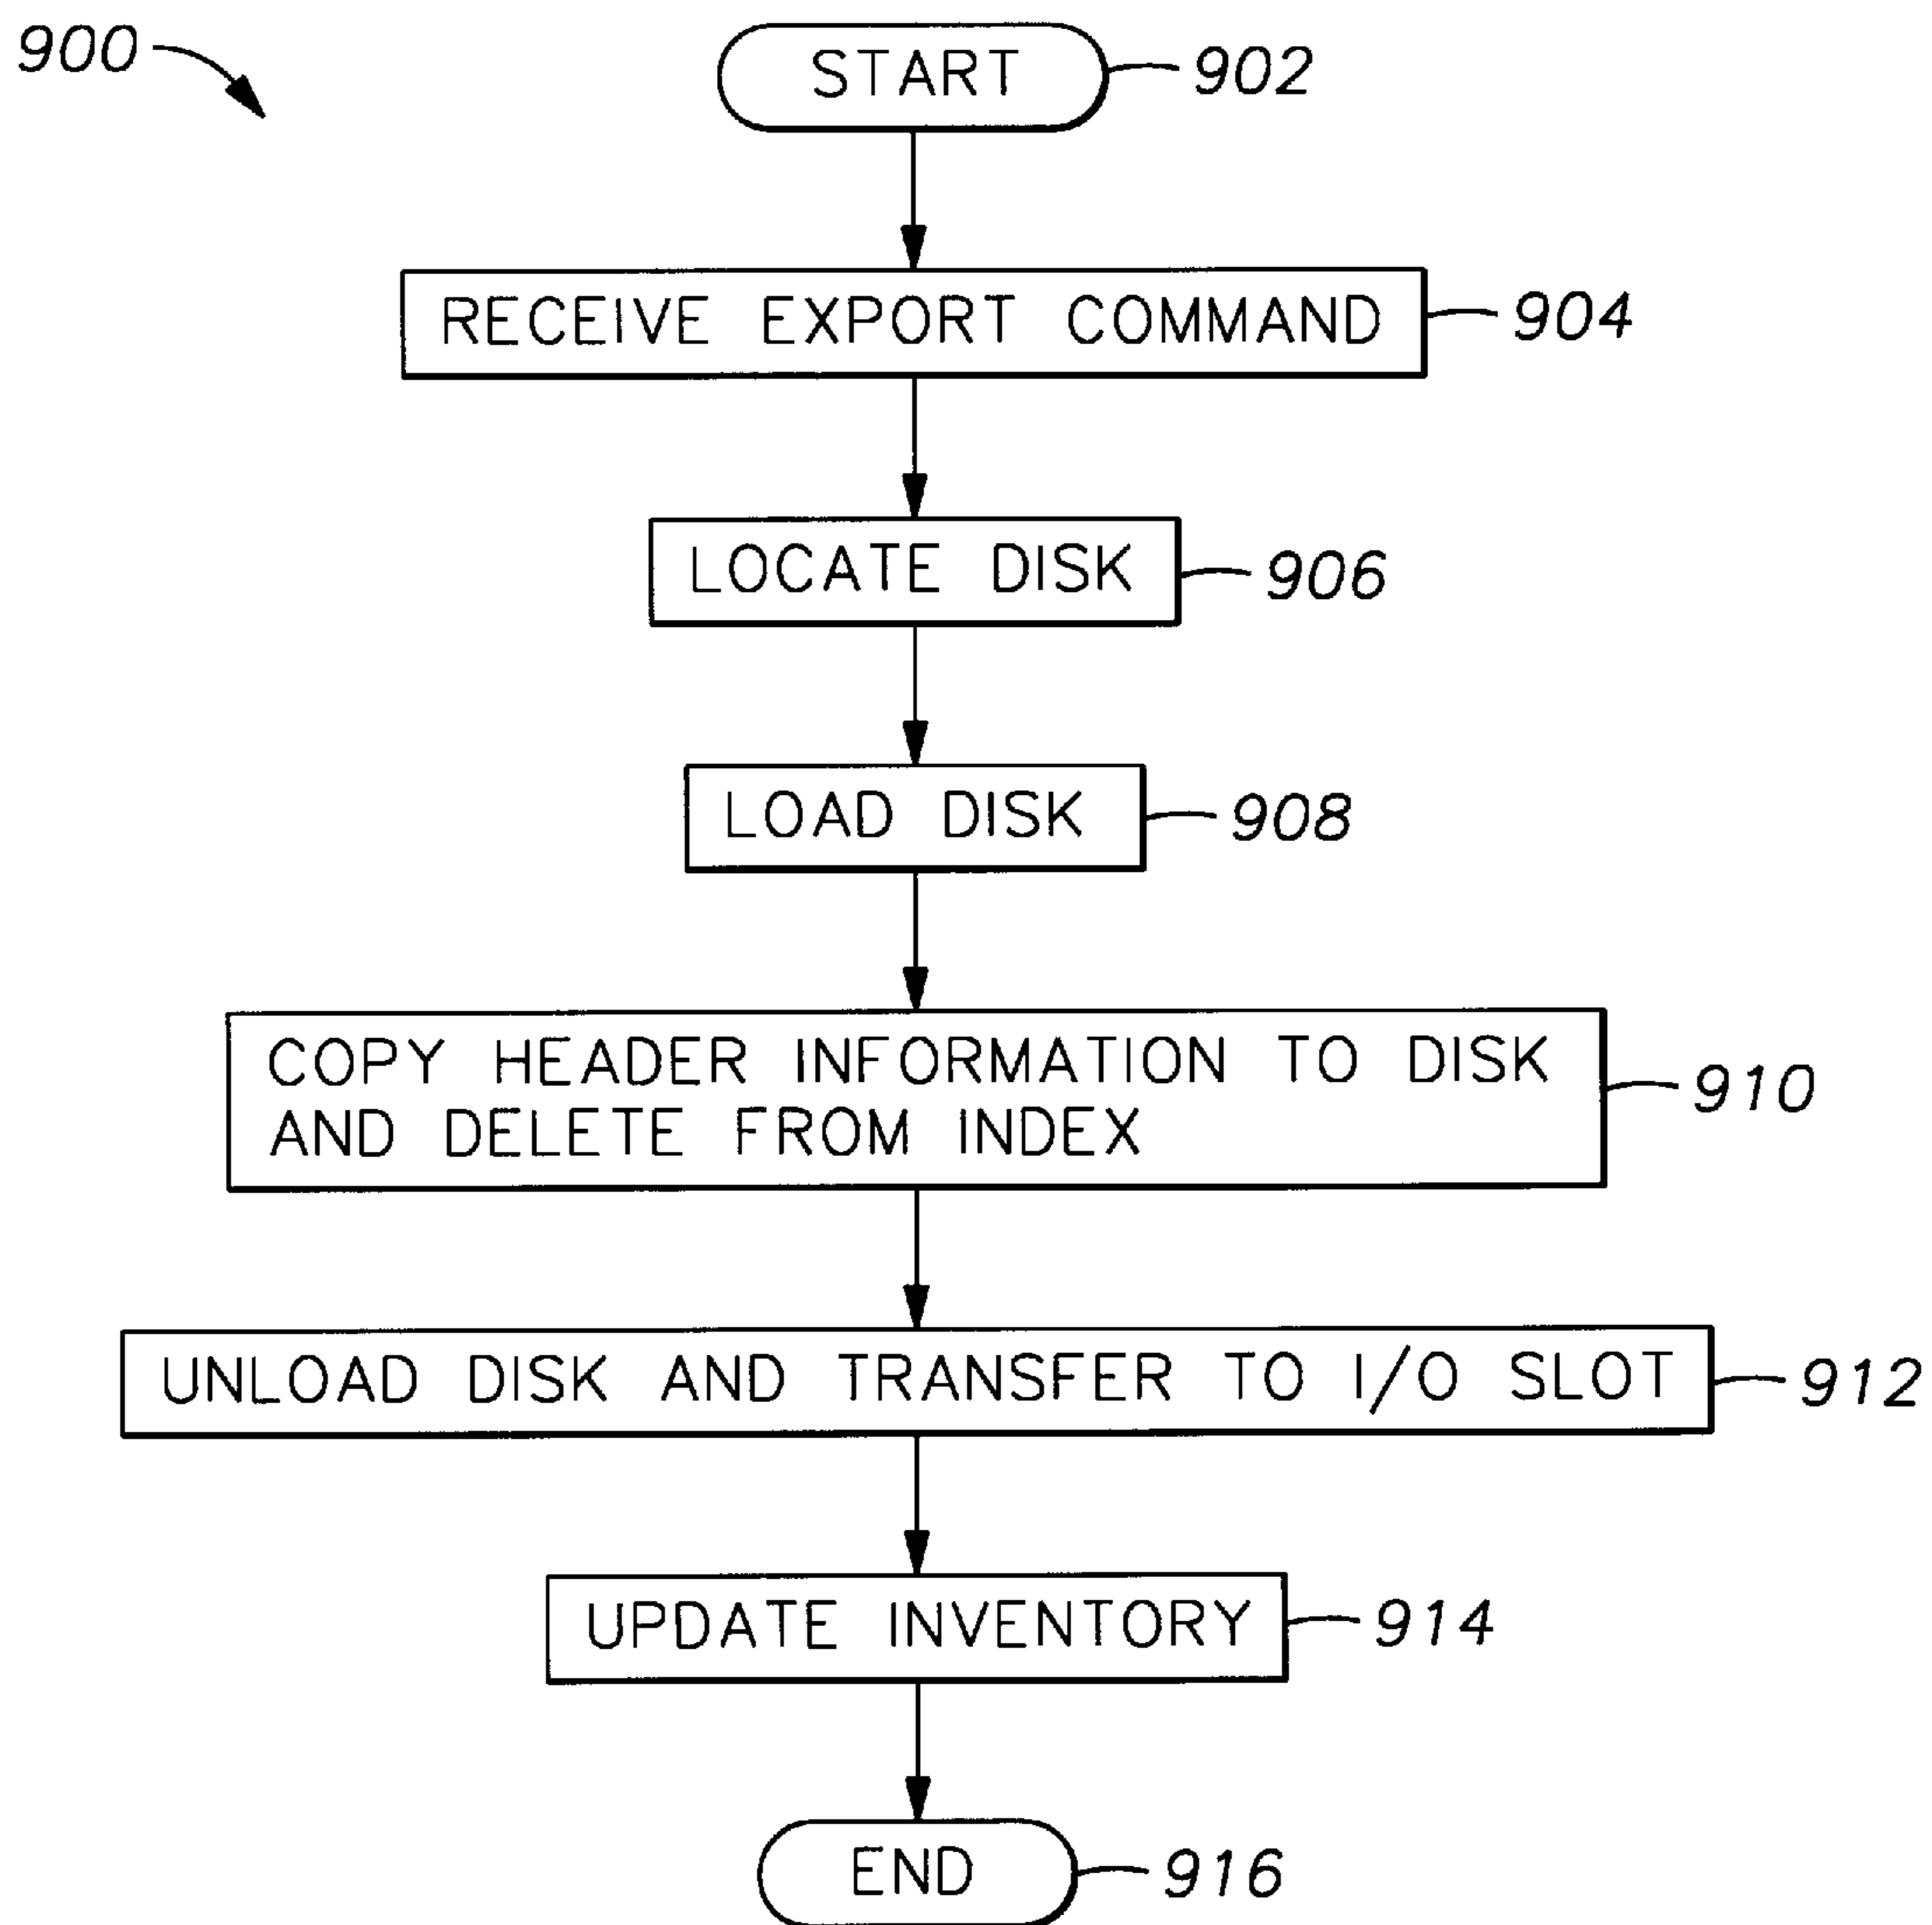 900
START 902
RECEIVE EXPORT COMMAND 904
LOCATE DISK 906
LOAD DISK 908
COPY HEADER INFORMATION TO DISK
AND DELETE FROM INDEX
910
UNLOAD DISK AND TRANSFER TO I/O SLOT 912
UPDATE INVENTORY 914
END 916